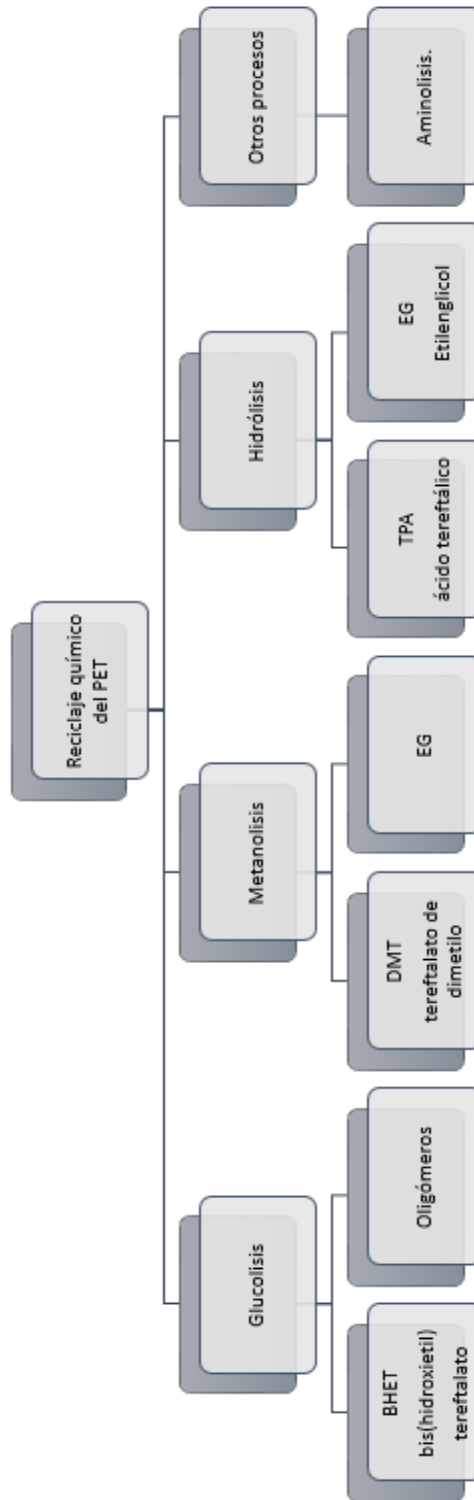 Reciclaje químico
del PET
Glucolisis
Metanolisis
Hidrólisis
Otros procesos
BHET
bis(hidroxietil)
tereftalato
Oligómeros
DMT
tereftalato de
dimetilo
EG
TPA
ácido tereftálico
EG
Etilenglicol
Aminolisis.